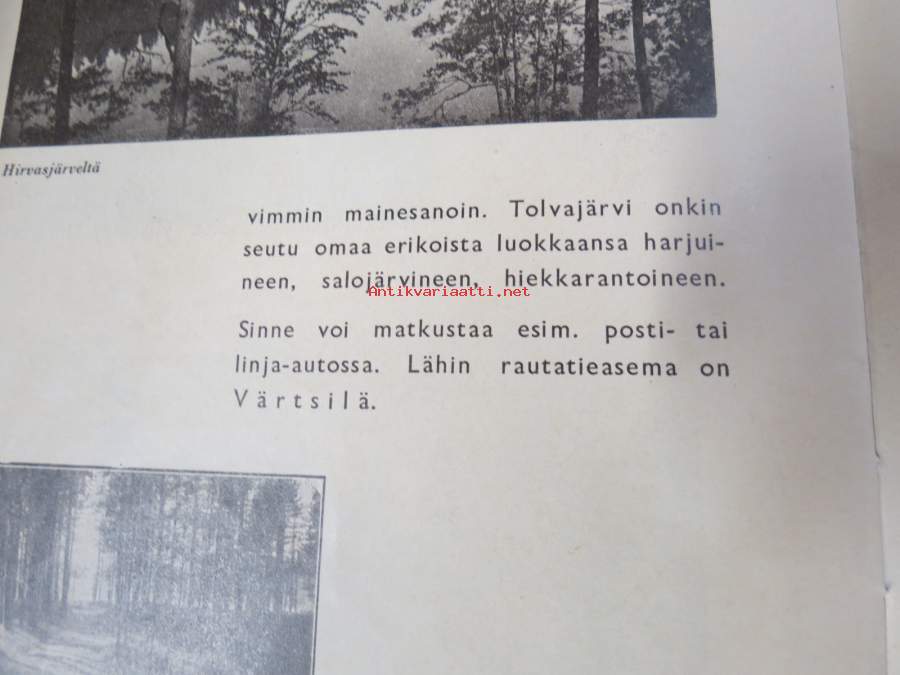 Hirvasjärveltä
vimmin mainesanoin. Tolvajärvi onkin
seutu omaa erikoista luokkaansa harjui-
neen, salojärvineen, hiekkarantoineen.
Antikvariaatti.net
Sinne voi matkustaa esim. posti- tai
linja-autossa. Lähin rautatieasema on
Värtsilä.